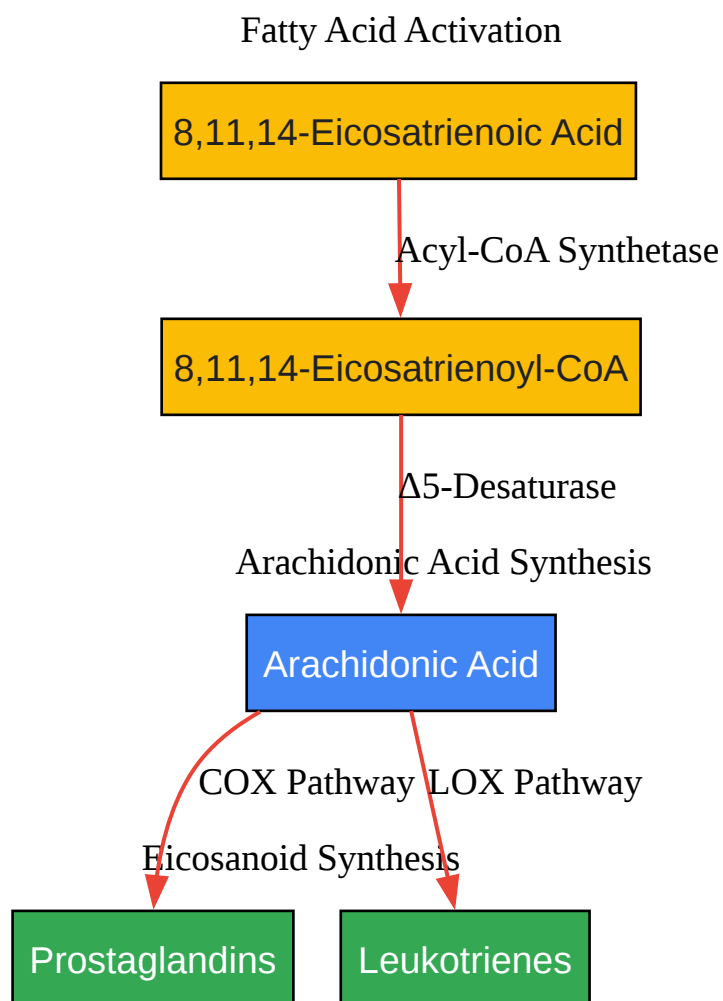 Fatty Acid Activation
8,11,14-Eicosatrienoic Acid
Acyl-CoA Synthetase
8,11,14-Eicosatrienoyl-CoA
Δ5-Desaturase
Arachidonic Acid Synthesis
Arachidonic Acid
COX Pathway
LOX Pathway
Eicosanoid Synthesis
Prostaglandins
Leukotrienes